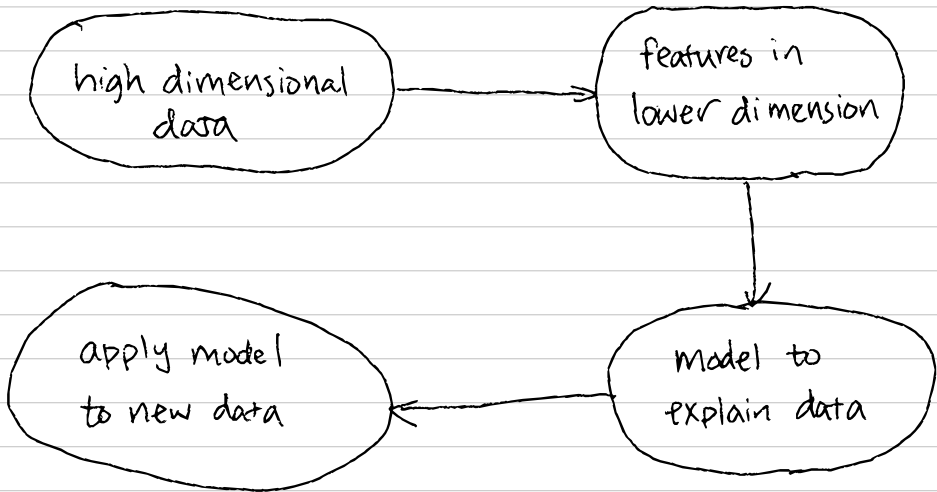 high dimensional
data
features in
lower dimension
model to
explain data
apply model
to new data